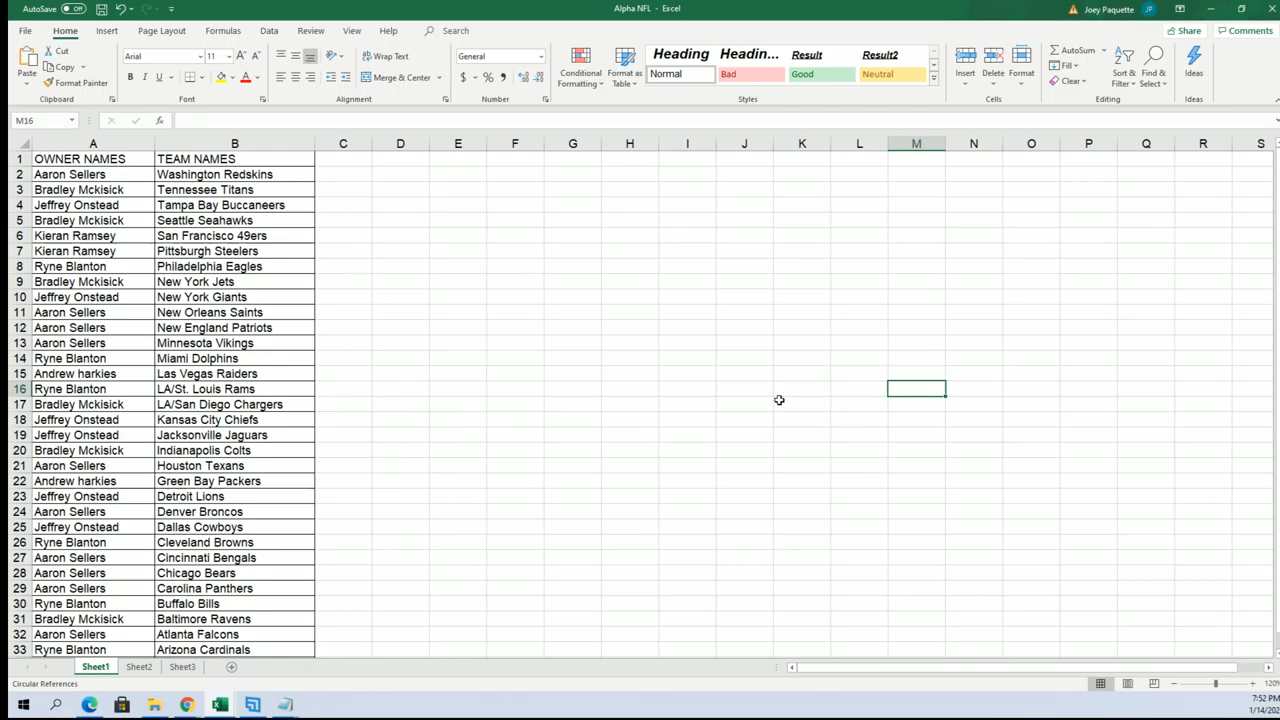 AutoSave Off Alpha NFL - Excel Joey Paquette JP
File Home Insert Page Layout Formulas Data Review View Help Search Share Comments
Paste Cut Copy Format Painter Clipboard
Arial 11 B I U Font
Wrap Text Merge & Center Alignment
General $ % Number
Conditional Formatting Format as Table
Heading Headin... Result Result2
Normal Bad Good Neutral
Styles
Insert Delete Format Cells
AutoSum Fill Clear Sort & Filter Find & Select Editing
Ideas Ideas
M16 fx
A B C D E F G H I J K L M N O P Q R S
1 OWNER NAMES TEAM NAMES
2 Aaron Sellers Washington Redskins
3 Bradley Mckisick Tennessee Titans
4 Jeffrey Onstead Tampa Bay Buccaneers
5 Bradley Mckisick Seattle Seahawks
6 Kieran Ramsey San Francisco 49ers
7 Kieran Ramsey Pittsburgh Steelers
8 Ryne Blanton Philadelphia Eagles
9 Bradley Mckisick New York Jets
10 Jeffrey Onstead New York Giants
11 Aaron Sellers New Orleans Saints
12 Aaron Sellers New England Patriots
13 Aaron Sellers Minnesota Vikings
14 Ryne Blanton Miami Dolphins
15 Andrew harkies Las Vegas Raiders
16 Ryne Blanton LA/St. Louis Rams
17 Bradley Mckisick LA/San Diego Chargers
18 Jeffrey Onstead Kansas City Chiefs
19 Jeffrey Onstead Jacksonville Jaguars
20 Bradley Mckisick Indianapolis Colts
21 Aaron Sellers Houston Texans
22 Andrew harkies Green Bay Packers
23 Jeffrey Onstead Detroit Lions
24 Aaron Sellers Denver Broncos
25 Jeffrey Onstead Dallas Cowboys
26 Ryne Blanton Cleveland Browns
27 Aaron Sellers Cincinnati Bengals
28 Aaron Sellers Chicago Bears
29 Aaron Sellers Carolina Panthers
30 Ryne Blanton Buffalo Bills
31 Bradley Mckisick Baltimore Ravens
32 Aaron Sellers Atlanta Falcons
33 Ryne Blanton Arizona Cardinals
Sheet1 Sheet2 Sheet3
Circular References 120%
7:52 PM
1/14/202